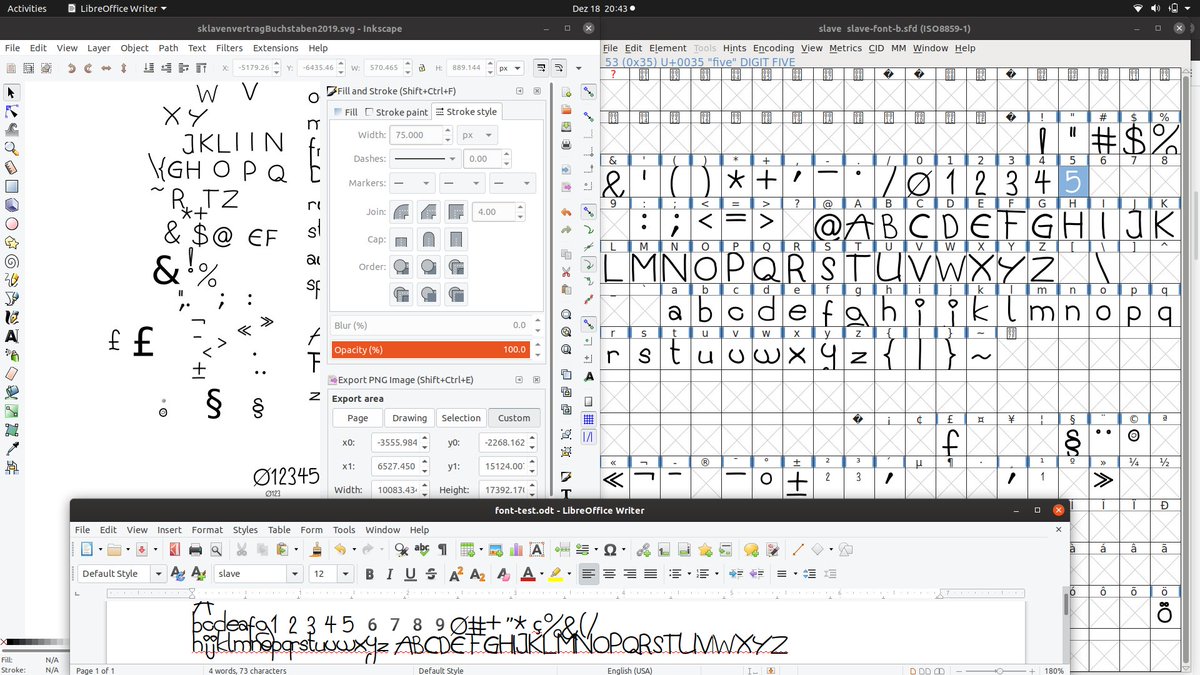 Activities LibreOffice Writer Dez 18 20:43
sklavenvertragBuchstaben2019.svg - Inkscape
File Edit View Layer Object Path Text Filters Extensions Help
X: -5179.26 Y: -6435.46 W: 570.465 H: 889.144 px
W V
X Y
JKLIIN
\{GH O P Q
~ R TZ
*+
& $@ EF
& ! %
Fill and Stroke (Shift+Ctrl+F)
Fill Stroke paint Stroke style
Width: 75.000 px
Dashes: 0.00
Markers:
Join: 4.00
Cap:
Order:
Blur (%) 0.0
Opacity (%) 100.0
££
± §§
Ø12345
Ø123
Export PNG Image (Shift+Ctrl+E)
Export area
Page Drawing Selection Custom
x0: -3555.984 y0: -2268.162
x1: 6527.450 y1: 15124.00
Width: 10083.43 Height: 17392.17
Fill: N/A
Stroke: N/A
slave slave-font-b.sfd (ISO8859-1)
File Edit Element Tools Hints Encoding View Metrics CID MM Window Help
53 (0x35) U+0035 "five" DIGIT FIVE
! " # $ %
! " # $ %
& ' ( ) * + , - . / 0 1 2 3 4 5 6 7 8
& ' ( ) * + ' - · / Ø 1 2 3 4 5
9 : ; < = > ? @ A B C D E F G H I J K
: ; < = > @ A B C D E F G H I J K
L M N O P Q R S T U V W X Y Z [ \ ] ^
L M N O P Q R S T U V W X Y Z \
_ ` a b c d e f g h i j k l m n o p q
a b c d e f g h i j k l m n o p q
r s t u v w x y z { | } ~
r s t u v w x y z { | } ~
¡ ¢ £ ¤ ¥ ¦ § ¨ © ª
£ § ¨ ©
« ¬ - ® ¯ ° ± ² ³ ´ µ ¶ · ¸ ¹ º » ¼ ½
Í Î Ï Ð
à á â ã
ó ô õ ö
ö
font-test.odt - LibreOffice Writer
File Edit View Insert Format Styles Table Form Tools Window Help
Default Style slave 12
bcdeafg1 2 3 4 5 6 7 8 9 Ø#+"* ç%&(/
hijklmnopqrstuvwxyz ABCDEFGHIJKLMNOPQRSTUVWXYZ
Page 1 of 1 4 words, 73 characters Default Style English (USA) 180%